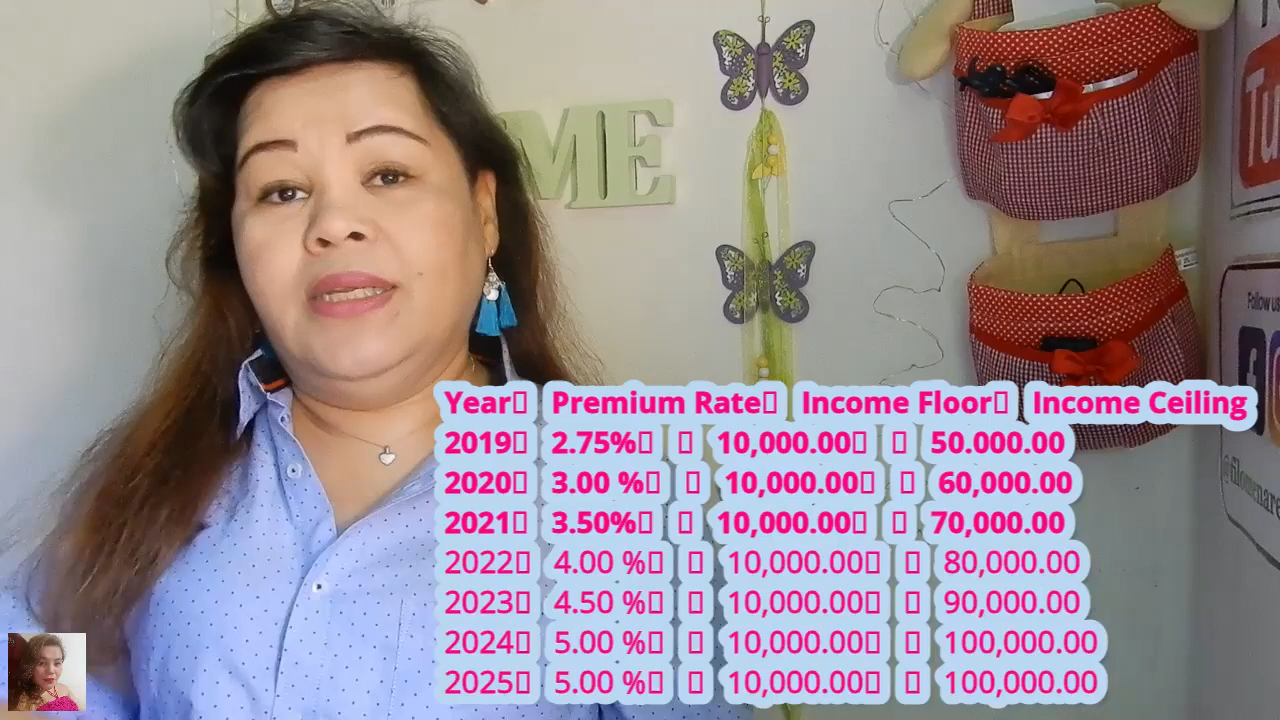 ME
Tu
Follow us
f
Year▯ Premium Rate▯ Income Floor▯ Income Ceiling
2019▯ 2.75%▯ ▯ 10,000.00▯ ▯ 50.000.00
2020▯ 3.00 %▯ ▯ 10,000.00▯ ▯ 60,000.00
2021▯ 3.50%▯ ▯ 10,000.00▯ ▯ 70,000.00
2022▯ 4.00 %▯ ▯ 10,000.00▯ ▯ 80,000.00
2023▯ 4.50 %▯ ▯ 10,000.00▯ ▯ 90,000.00
2024▯ 5.00 %▯ ▯ 10,000.00▯ ▯ 100,000.00
2025▯ 5.00 %▯ ▯ 10,000.00▯ ▯ 100,000.00